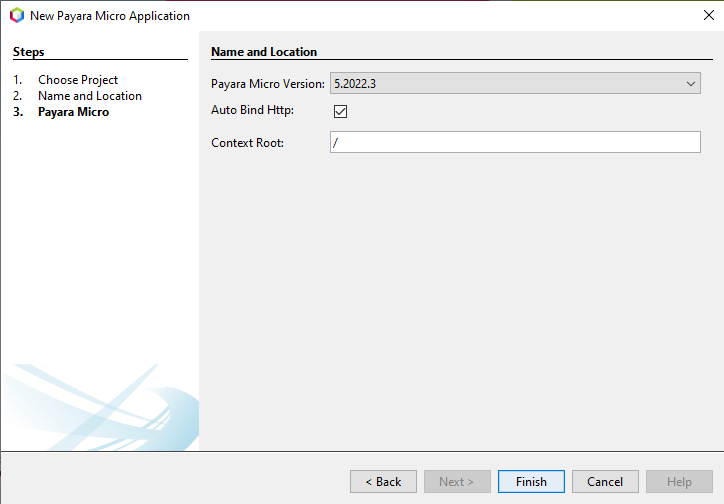 New Payara Micro Application
Steps
1. Choose Project
2. Name and Location
3. Payara Micro
Name and Location
Payara Micro Version: 5.2022.3
Auto Bind Http:
Context Root: /
< Back Next > Finish Cancel Help